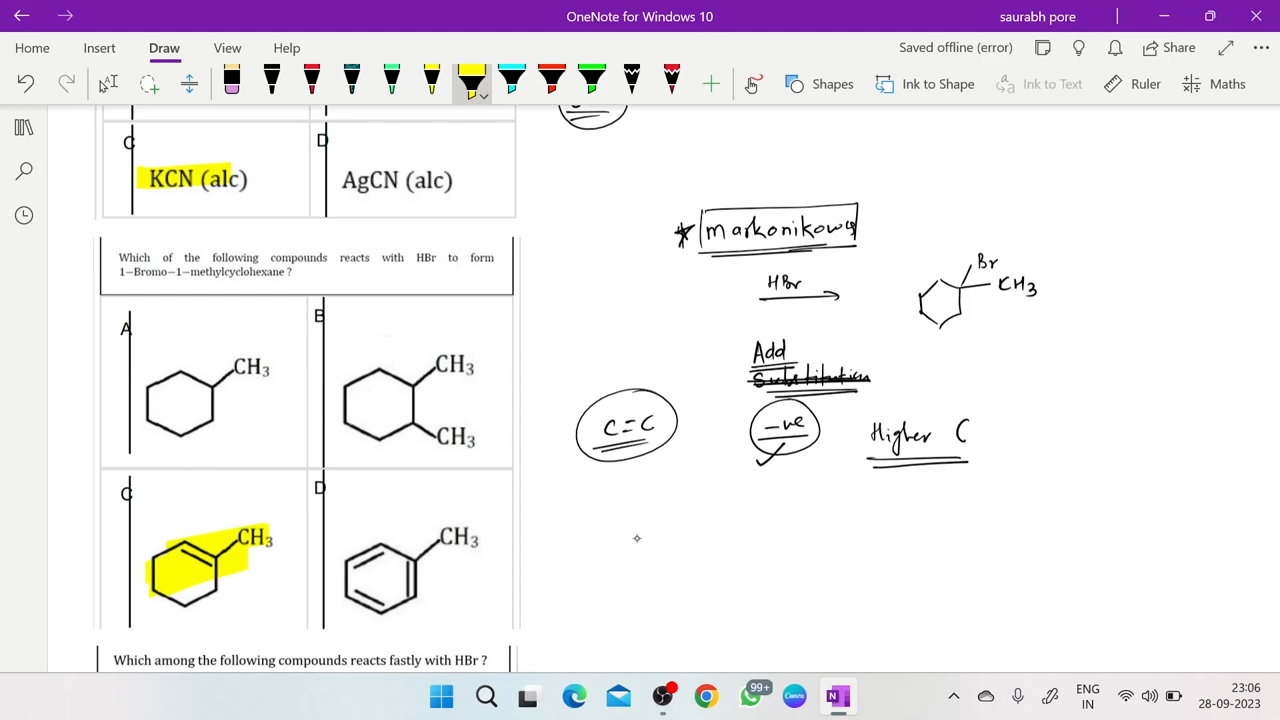 OneNote for Windows 10
saurabh pore
Home
Insert
Draw
View
Help
Saved offline (error)
Share
Shapes
Ink to Shape
Ink to Text
Ruler
Maths
C
KCN (alc)
D
AgCN (alc)
Which of the following compounds reacts with HBr to form
1–Bromo–1–methylcyclohexane ?
A
CH3
B
CH3
CH3
C
CH3
D
CH3
Which among the following compounds reacts fastly with HBr ?
markonikow
HBr
Br
CH3
Add
Substitution
C=C
-ve
Higher C
99+
ENG
IN
23:06
28-09-2023